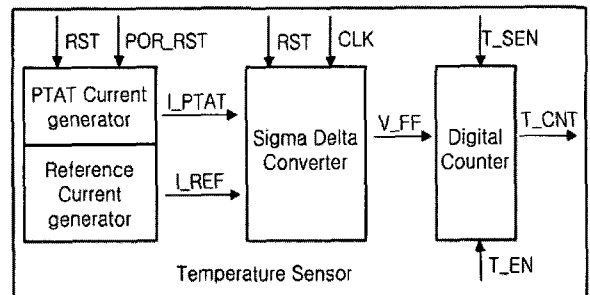 RST
POR_RST
RST
CLK
T_SEN
PTAT Current
generator
I_PTAT
Sigma Delta
Converter
V_FF
Digital
Counter
T_CNT
Reference
Current
generator
I_REF
T_EN
Temperature Sensor